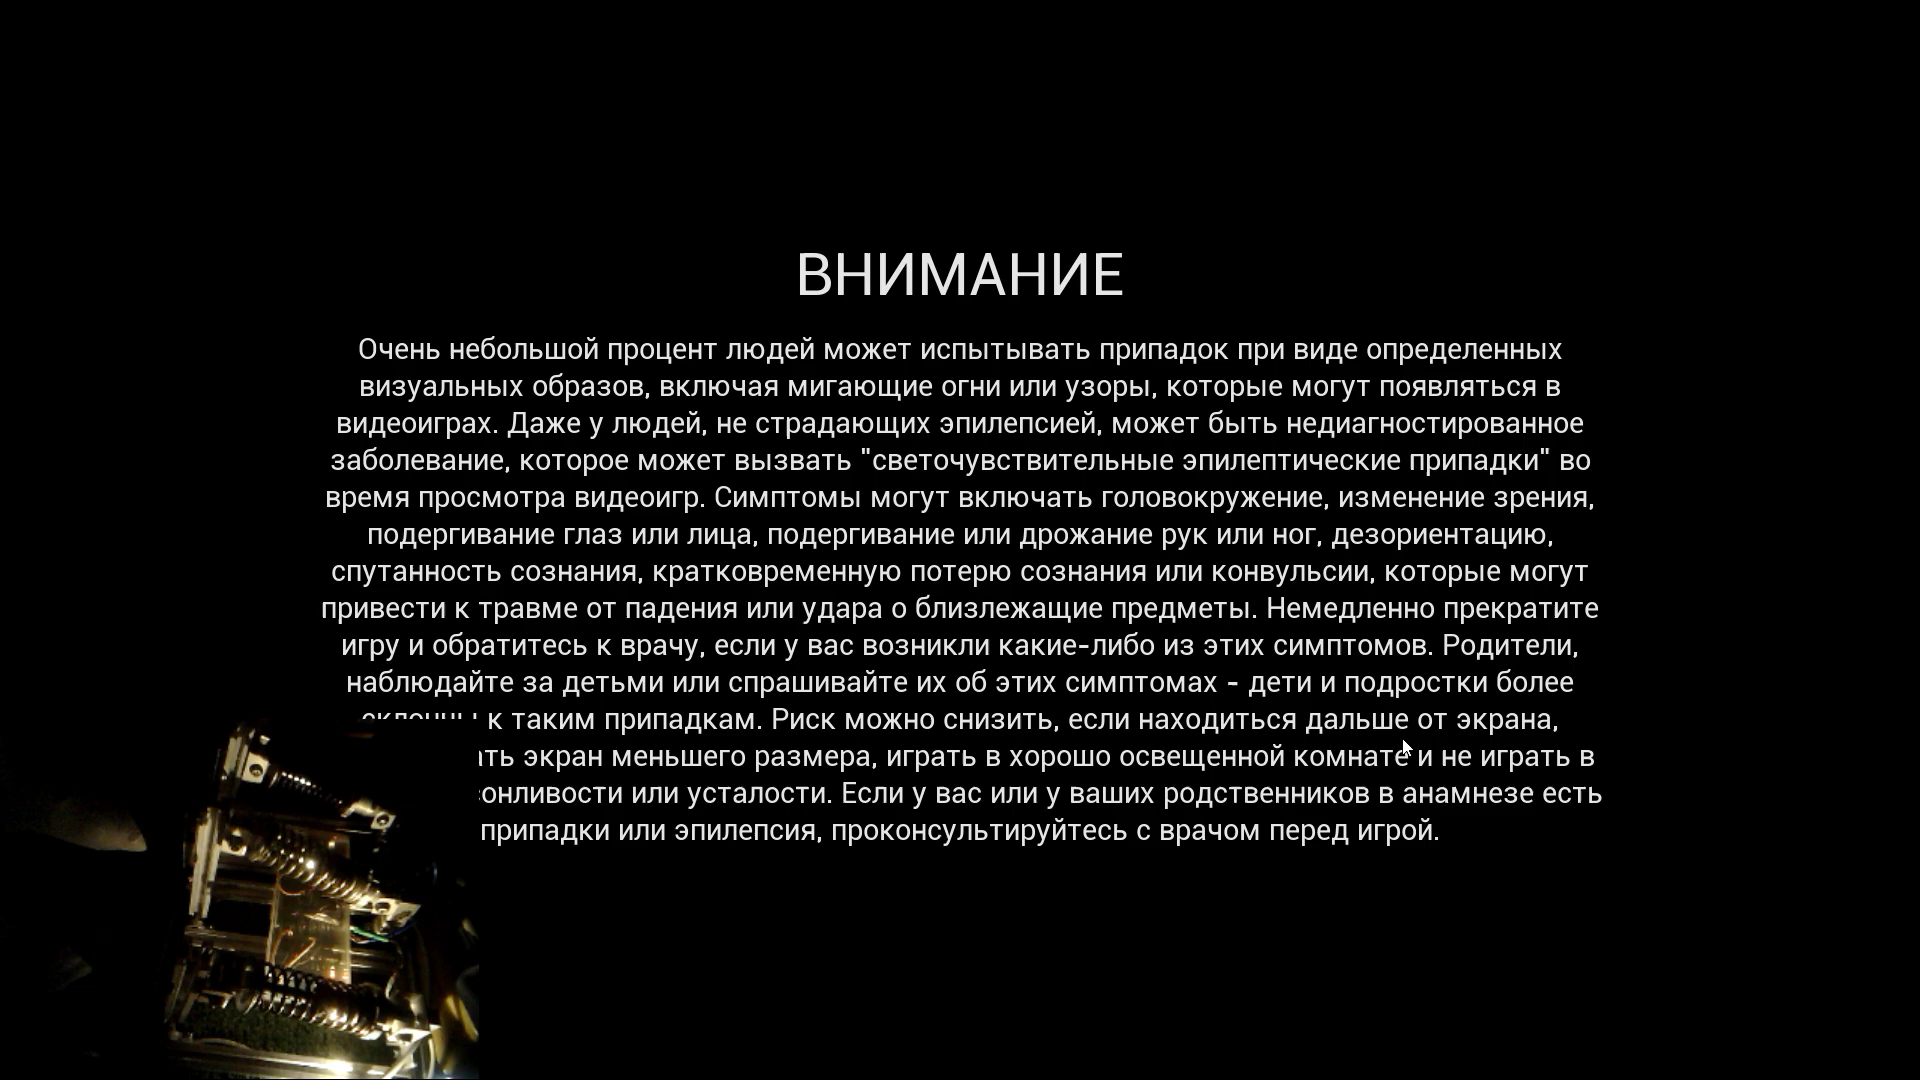 ВНИМАНИЕ
Очень небольшой процент людей может испытывать припадок при виде определенных
визуальных образов, включая мигающие огни или узоры, которые могут появляться в
видеоиграх. Даже у людей, не страдающих эпилепсией, может быть недиагностированное
заболевание, которое может вызвать "светочувствительные эпилептические припадки" во
время просмотра видеоигр. Симптомы могут включать головокружение, изменение зрения,
подергивание глаз или лица, подергивание или дрожание рук или ног, дезориентацию,
спутанность сознания, кратковременную потерю сознания или конвульсии, которые могут
привести к травме от падения или удара о близлежащие предметы. Немедленно прекратите
игру и обратитесь к врачу, если у вас возникли какие-либо из этих симптомов. Родители,
наблюдайте за детьми или спрашивайте их об этих симптомах - дети и подростки более
склонны к таким припадкам. Риск можно снизить, если находиться дальше от экрана,
экран меньшего размера, играть в хорошо освещенной комнате и не играть в
или усталости. Если у вас или у ваших родственников в анамнезе есть
припадки или эпилепсия, проконсультируйтесь с врачом перед игрой.